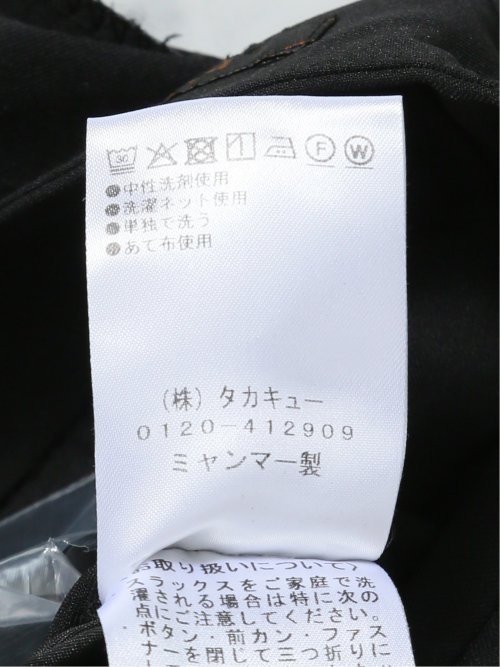 30 F W
●中性洗剤使用
●洗濯ネット使用
●単独で洗う
●あて布使用
(株) タカキュー
0120-412909
ミャンマー製
取り扱いについて〉
スラックスをご家庭で洗
濯される場合は特に次の
点にご注意してください。
・ボタン・前カン・ファス
ナーを閉じて三つ折りに